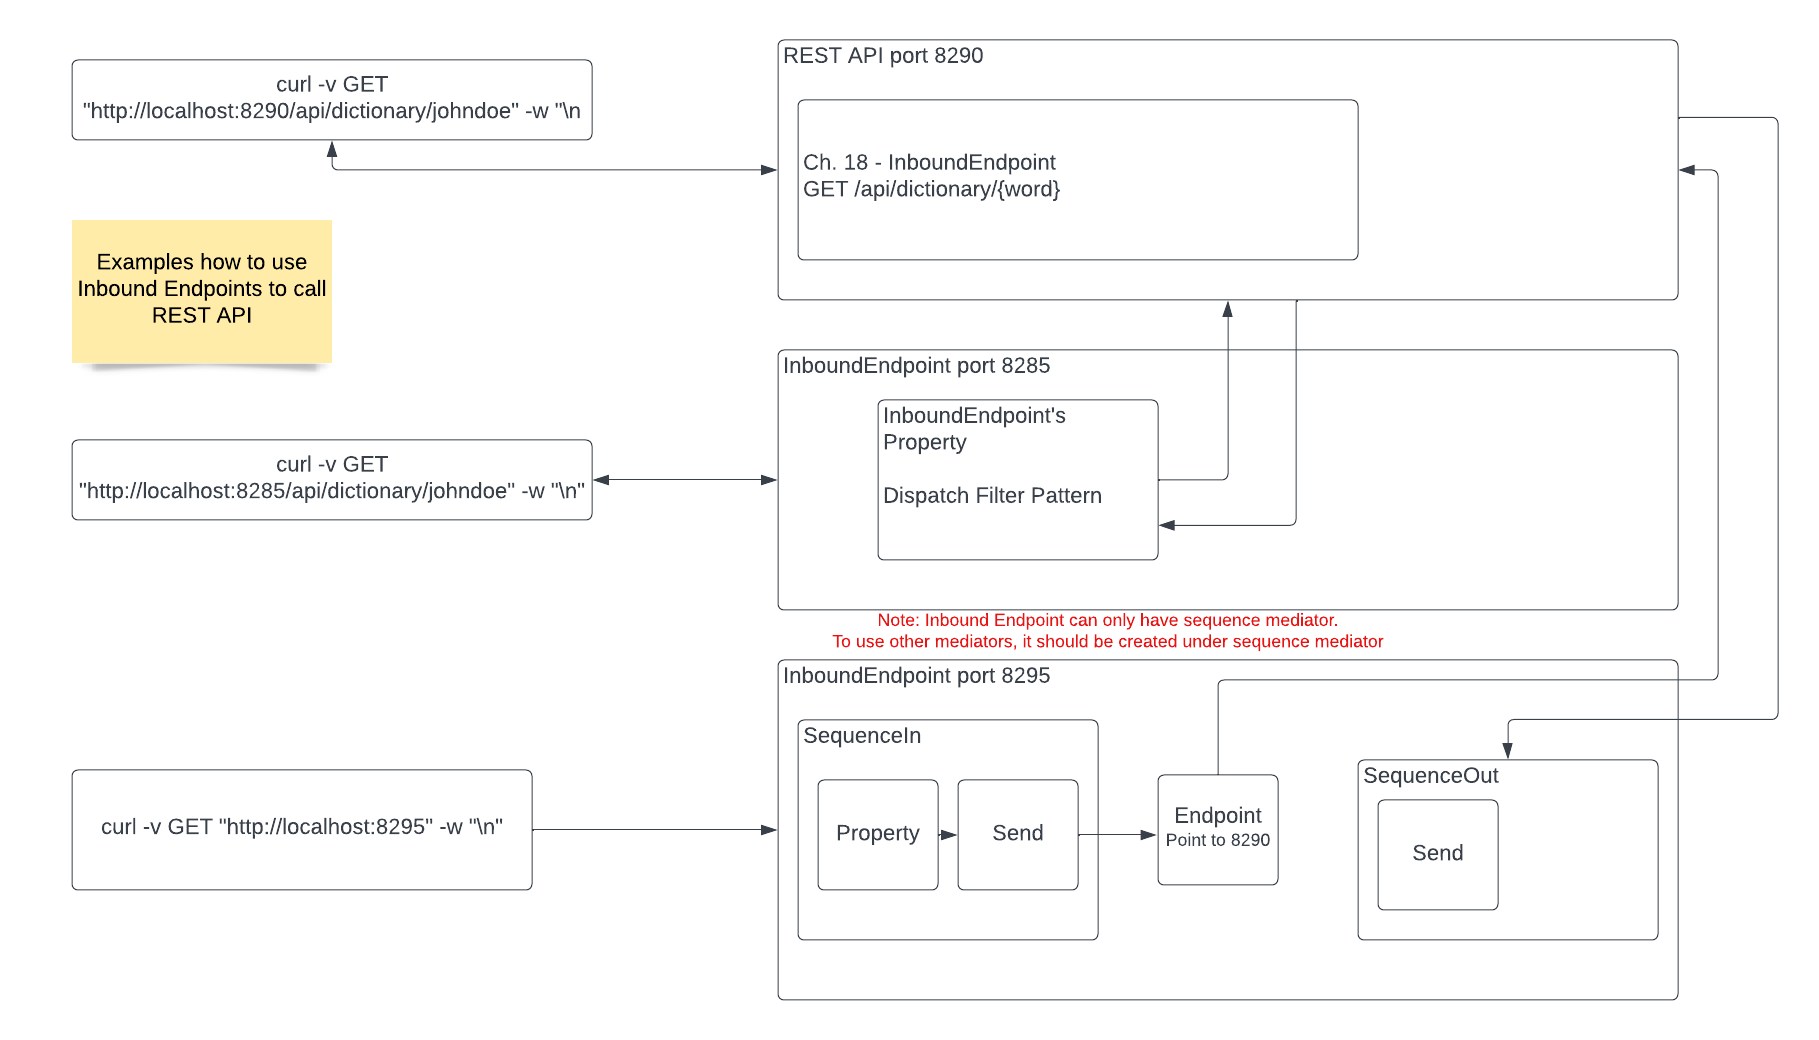 REST API port 8290
curl -v GET
"http://localhost:8290/api/dictionary/johndoe" -w "\n
Ch. 18 - InboundEndpoint
GET /api/dictionary/{word}
Examples how to use
Inbound Endpoints to call
REST API
InboundEndpoint port 8285
InboundEndpoint's
Property
Dispatch Filter Pattern
curl -v GET
"http://localhost:8285/api/dictionary/johndoe" -w "\n"
Note: Inbound Endpoint can only have sequence mediator.
To use other mediators, it should be created under sequence mediator
InboundEndpoint port 8295
SequenceIn
Property
Send
Endpoint
Point to 8290
SequenceOut
Send
curl -v GET "http://localhost:8295" -w "\n"